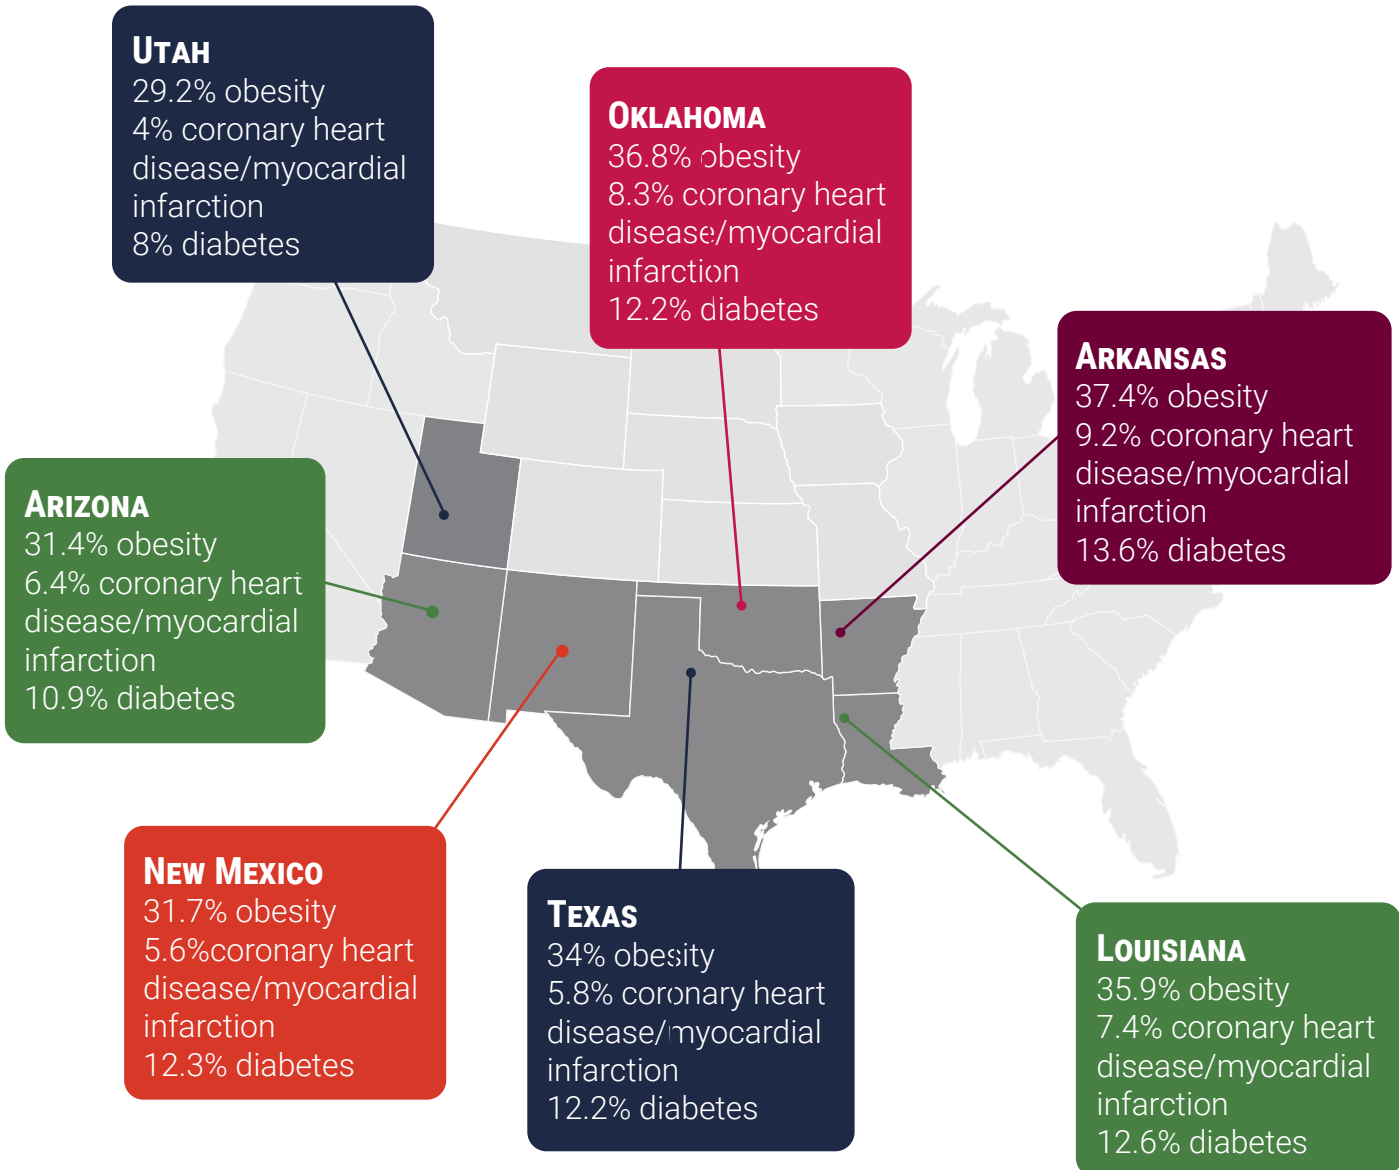 UTAH
29.2% obesity
4% coronary heart
disease/myocardial
infarction
8% diabetes
OKLAHOMA
36.8% obesity
8.3% coronary heart
disease/myocardial
infarction
12.2% diabetes
ARKANSAS
37.4% obesity
9.2% coronary heart
disease/myocardial
infarction
13.6% diabetes
ARIZONA
31.4% obesity
6.4% coronary heart
disease/myocardial
infarction
10.9% diabetes
NEW MEXICO
31.7% obesity
5.6%coronary heart
disease/myocardial
infarction
12.3% diabetes
TEXAS
34% obesity
5.8% coronary heart
disease/myocardial
infarction
12.2% diabetes
LOUISIANA
35.9% obesity
7.4% coronary heart
disease/myocardial
infarction
12.6% diabetes